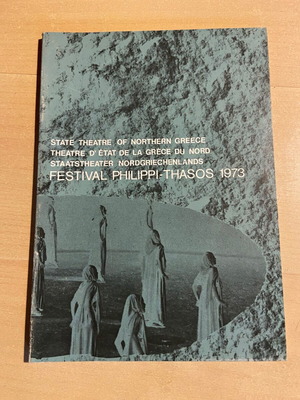 STATE THEATRE OF NORTHERN GREECE
THEATRE D'ÉTAT DE LA GRÈCE DU NORD
STAATSTHEATER NORDGRIECHENLANDS
FESTIVAL PHILIPPI-THASOS 1973